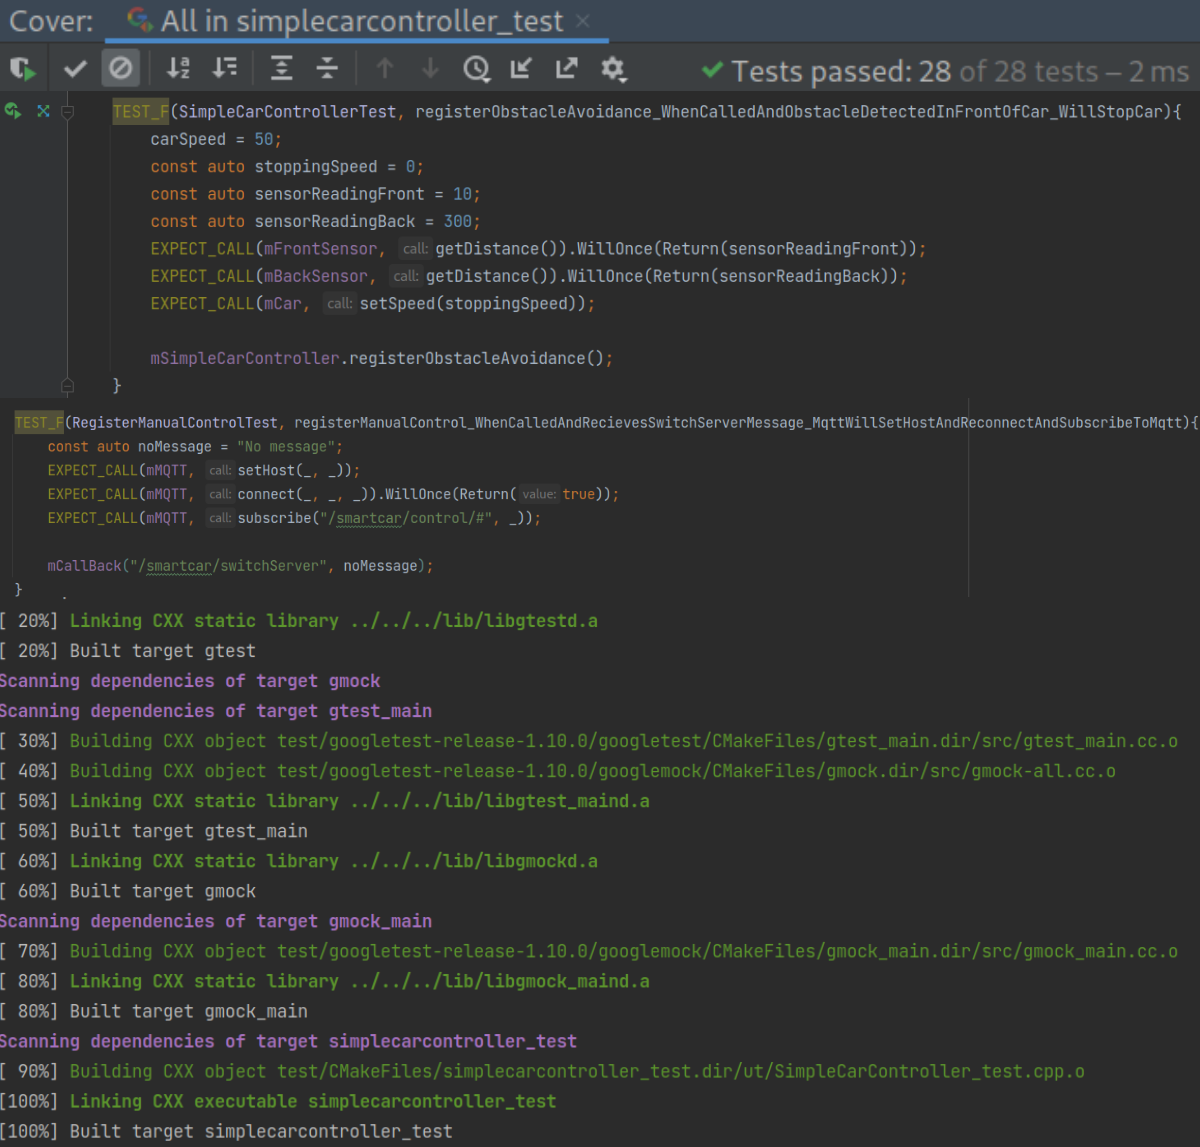 Cover: All in simplecarcontroller_test ×
✓ Tests passed: 28 of 28 tests – 2 ms
TEST_F(SimpleCarControllerTest, registerObstacleAvoidance_WhenCalledAndObstacleDetectedInFrontOfCar_WillStopCar){
carSpeed = 50;
const auto stoppingSpeed = 0;
const auto sensorReadingFront = 10;
const auto sensorReadingBack = 300;
EXPECT_CALL(mFrontSensor, call: getDistance()).WillOnce(Return(sensorReadingFront));
EXPECT_CALL(mBackSensor, call: getDistance()).WillOnce(Return(sensorReadingBack));
EXPECT_CALL(mCar, call: setSpeed(stoppingSpeed));
mSimpleCarController.registerObstacleAvoidance();
}
TEST_F(RegisterManualControlTest, registerManualControl_WhenCalledAndRecievesSwitchServerMessage_MqttWillSetHostAndReconnectAndSubscribeToMqtt){
const auto noMessage = "No message";
EXPECT_CALL(mMQTT, call: setHost(_, _));
EXPECT_CALL(mMQTT, call: connect(_, _, _)).WillOnce(Return( value: true));
EXPECT_CALL(mMQTT, call: subscribe("/smartcar/control/#", _));
mCallBack("/smartcar/switchServer", noMessage);
}
[ 20%] Linking CXX static library ../../../lib/libgtestd.a
[ 20%] Built target gtest
Scanning dependencies of target gmock
Scanning dependencies of target gtest_main
[ 30%] Building CXX object test/googletest-release-1.10.0/googletest/CMakeFiles/gtest_main.dir/src/gtest_main.cc.o
[ 40%] Building CXX object test/googletest-release-1.10.0/googlemock/CMakeFiles/gmock.dir/src/gmock-all.cc.o
[ 50%] Linking CXX static library ../../../lib/libgtest_maind.a
[ 50%] Built target gtest_main
[ 60%] Linking CXX static library ../../../lib/libgmockd.a
[ 60%] Built target gmock
Scanning dependencies of target gmock_main
[ 70%] Building CXX object test/googletest-release-1.10.0/googlemock/CMakeFiles/gmock_main.dir/src/gmock_main.cc.o
[ 80%] Linking CXX static library ../../../lib/libgmock_maind.a
[ 80%] Built target gmock_main
Scanning dependencies of target simplecarcontroller_test
[ 90%] Building CXX object test/CMakeFiles/simplecarcontroller_test.dir/ut/SimpleCarController_test.cpp.o
[100%] Linking CXX executable simplecarcontroller_test
[100%] Built target simplecarcontroller_test